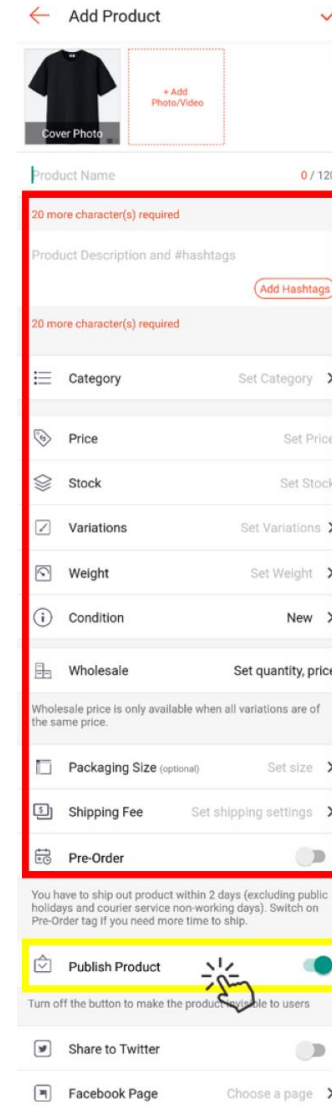 Add Product
Cover Photo
+ Add
Photo/Video
Product Name 0 / 120
20 more character(s) required
Product Description and #hashtags
Add Hashtags
20 more character(s) required
Category Set Category
Price Set Price
Stock Set Stock
Variations Set Variations
Weight Set Weight
Condition New
Wholesale Set quantity, price
Wholesale price is only available when all variations are of
the same price.
Packaging Size (optional) Set size
Shipping Fee Set shipping settings
Pre-Order
You have to ship out product within 2 days (excluding public
holidays and courier service non-working days). Switch on
Pre-Order tag if you need more time to ship.
Publish Product
Turn off the button to make the product invisible to users
Share to Twitter
Facebook Page Choose a page